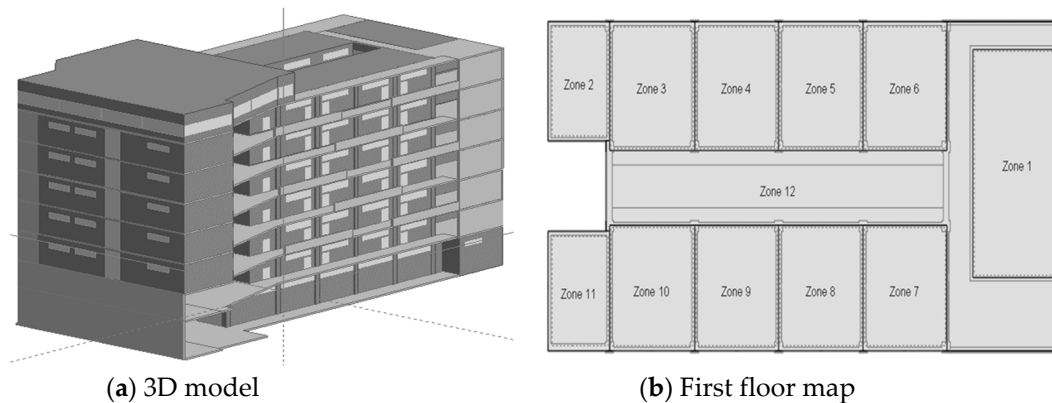 Zone 2
Zone 3
Zone 4
Zone 5
Zone 6
Zone 1
Zone 12
Zone 11
Zone 10
Zone 9
Zone 8
Zone 7
(a) 3D model
(b) First floor map